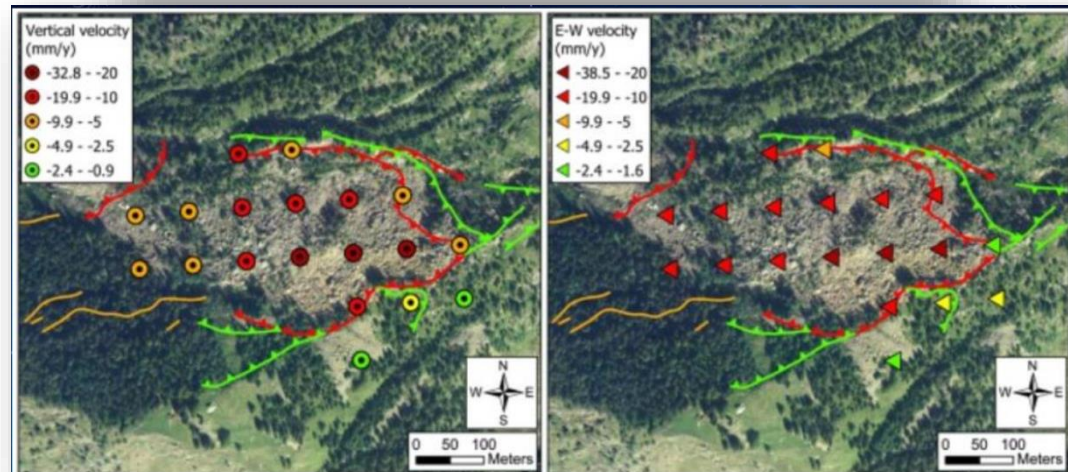 Vertical velocity
(mm/y)
-32.8 - -20
-19.9 - -10
-9.9 - -5
-4.9 - -2.5
-2.4 - -0.9
N
W E
S
0 50 100
Meters
E-W velocity
(mm/y)
-38.5 - -20
-19.9 - -10
-9.9 - -5
-4.9 - -2.5
-2.4 - -1.6
N
W E
S
0 50 100
Meters